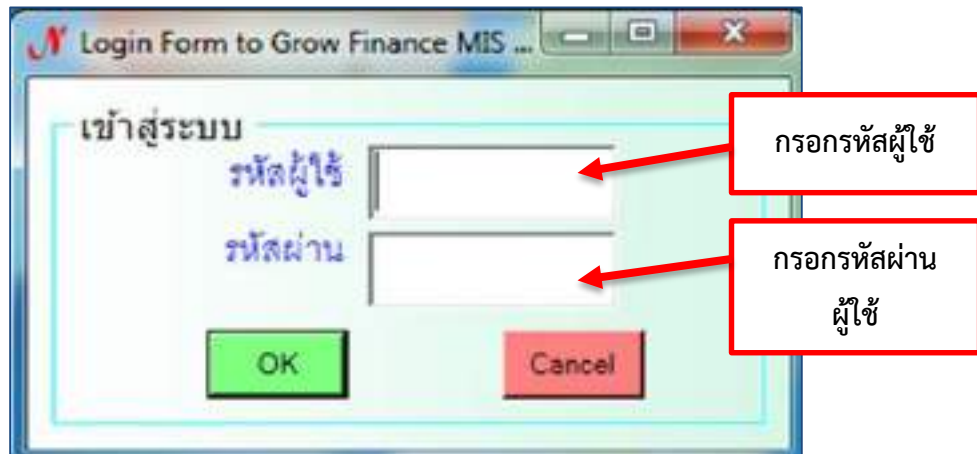 N Login Form to Grow Finance MIS ...
เข้าสู่ระบบ
รหัสผู้ใช้
กรอกรหัสผู้ใช้
รหัสผ่าน
กรอกรหัสผ่าน
ผู้ใช้
OK
Cancel